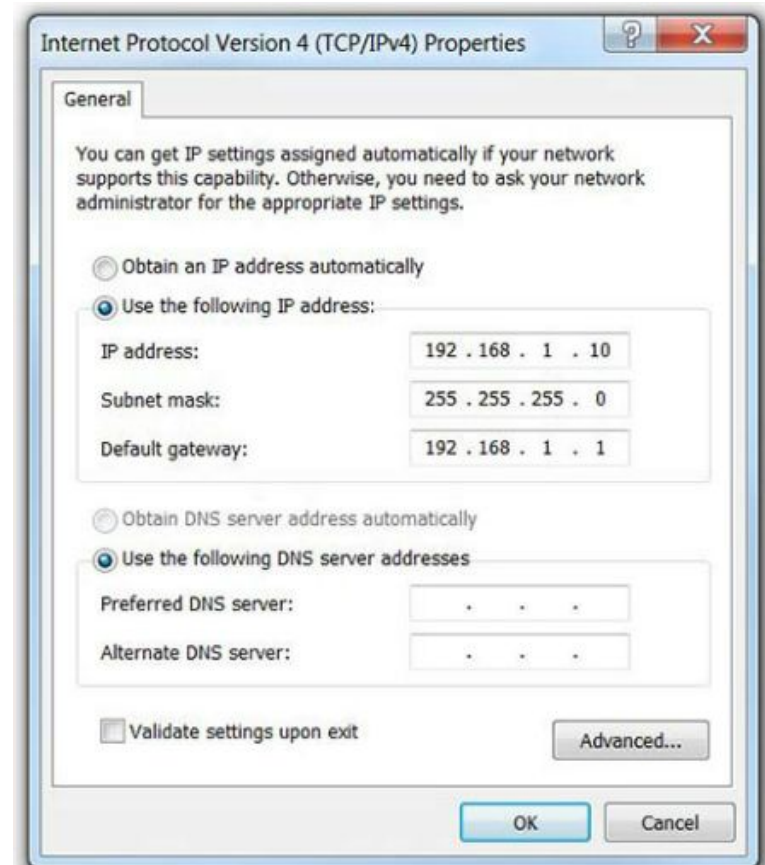 Internet Protocol Version 4 (TCP/IPv4) Properties
General
You can get IP settings assigned automatically if your network
supports this capability. Otherwise, you need to ask your network
administrator for the appropriate IP settings.
Obtain an IP address automatically
Use the following IP address:
IP address: 192 . 168 . 1 . 10
Subnet mask: 255 . 255 . 255 . 0
Default gateway: 192 . 168 . 1 . 1
Obtain DNS server address automatically
Use the following DNS server addresses
Preferred DNS server: . . .
Alternate DNS server: . . .
Validate settings upon exit
Advanced...
OK Cancel